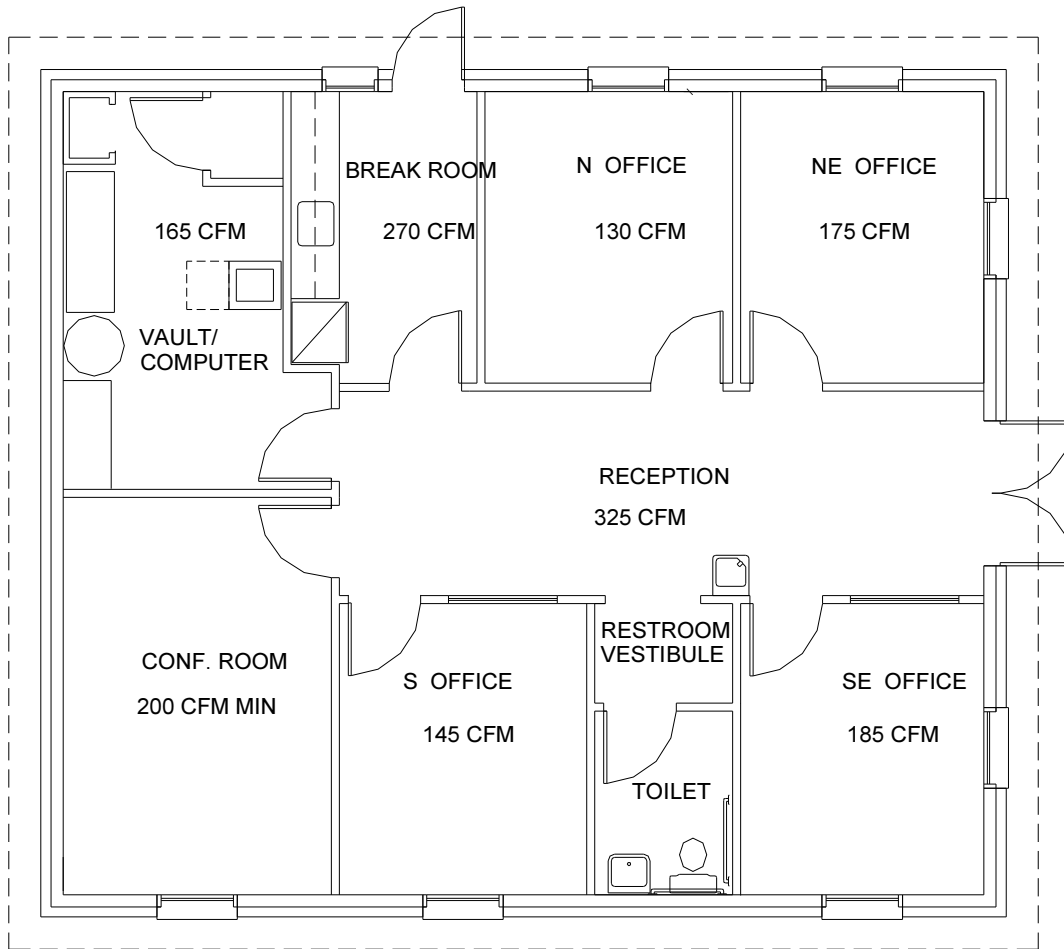 BREAK ROOM
270 CFM
N OFFICE
130 CFM
NE OFFICE
175 CFM
165 CFM
VAULT/
COMPUTER
RECEPTION
325 CFM
CONF. ROOM
200 CFM MIN
S OFFICE
145 CFM
RESTROOM
VESTIBULE
TOILET
SE OFFICE
185 CFM